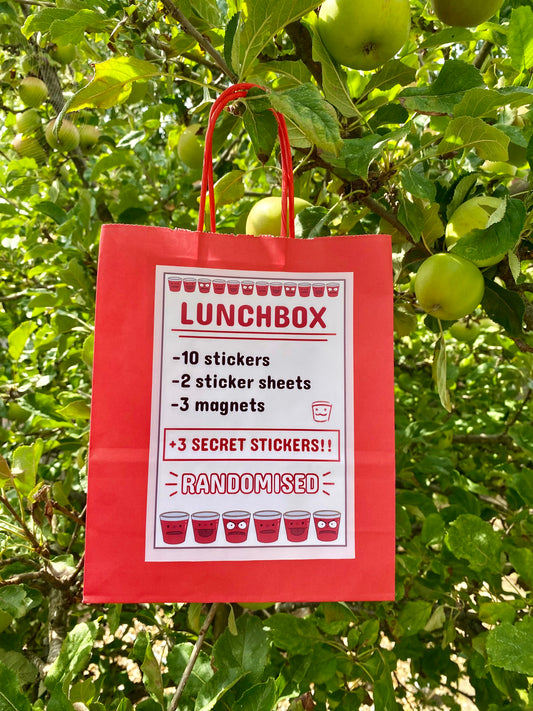 LUNCHBOX
-10 stickers
-2 sticker sheets
-3 magnets
+3 SECRET STICKERS!!
RANDOMISED